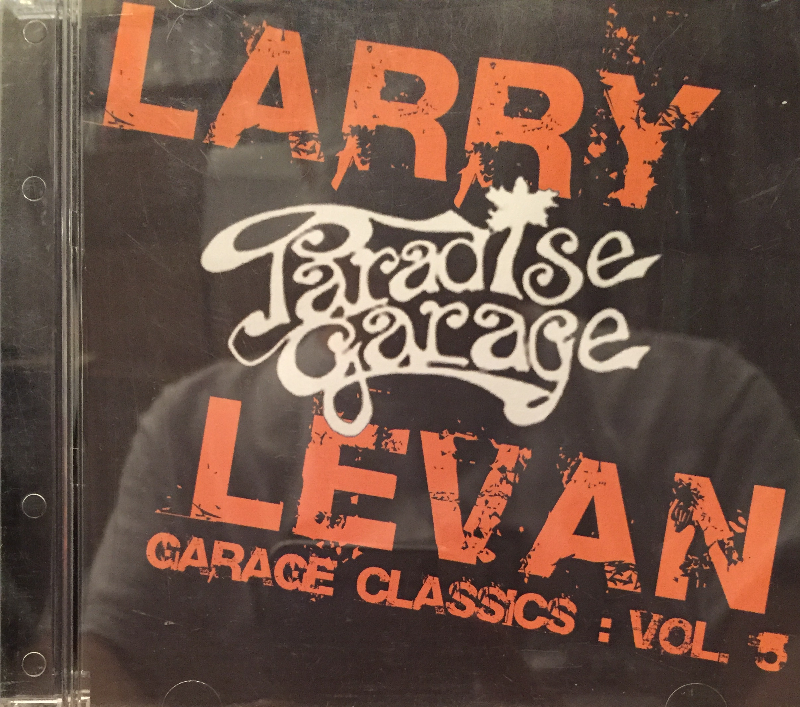 LARRY
Paradise
garage
LEVAN
GARAGE CLASSICS : VOL. 5